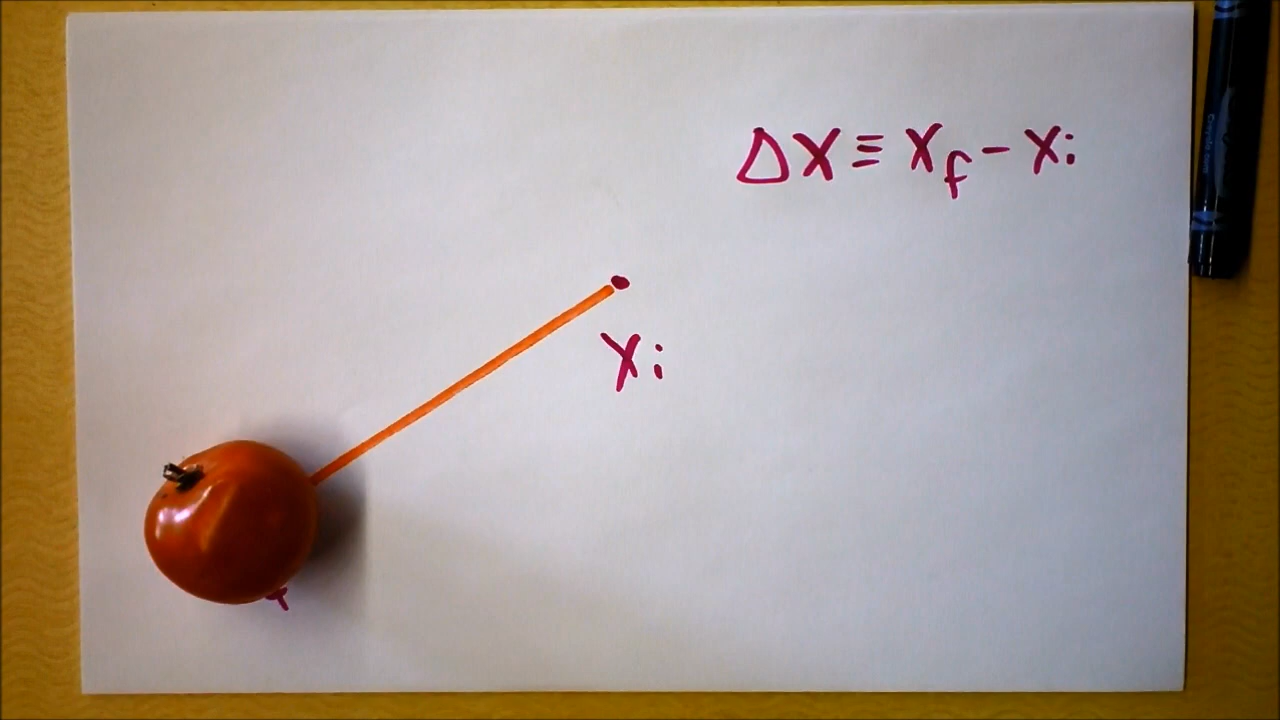 Δx ≡ x_f - x_i
x_i